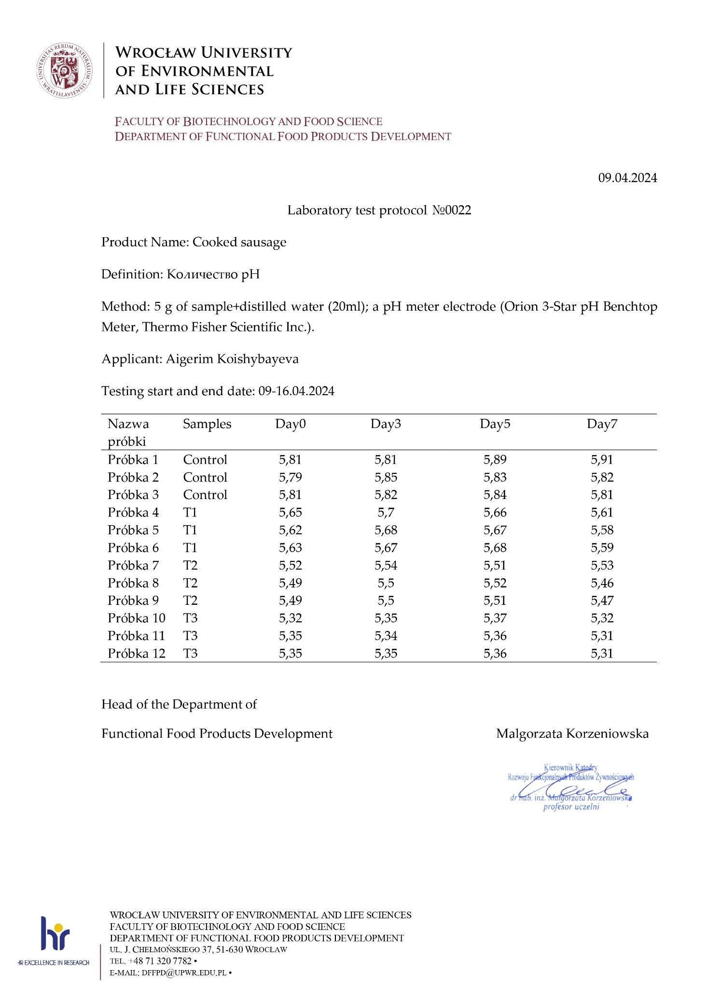 UNIVERSITAS RERUM NATURALIUM
WRATISLAVIENSIS
WROCŁAW UNIVERSITY
OF ENVIRONMENTAL
AND LIFE SCIENCES
FACULTY OF BIOTECHNOLOGY AND FOOD SCIENCE
DEPARTMENT OF FUNCTIONAL FOOD PRODUCTS DEVELOPMENT
09.04.2024
Laboratory test protocol №0022
Product Name: Cooked sausage
Definition: Количество pH
Method: 5 g of sample+distilled water (20ml); a pH meter electrode (Orion 3-Star pH Benchtop
Meter, Thermo Fisher Scientific Inc.).
Applicant: Aigerim Koishybayeva
Testing start and end date: 09-16.04.2024
Nazwa próbki Samples Day0 Day3 Day5 Day7
Próbka 1 Control 5,81 5,81 5,89 5,91
Próbka 2 Control 5,79 5,85 5,83 5,82
Próbka 3 Control 5,81 5,82 5,84 5,81
Próbka 4 T1 5,65 5,7 5,66 5,61
Próbka 5 T1 5,62 5,68 5,67 5,58
Próbka 6 T1 5,63 5,67 5,68 5,59
Próbka 7 T2 5,52 5,54 5,51 5,53
Próbka 8 T2 5,49 5,5 5,52 5,46
Próbka 9 T2 5,49 5,5 5,51 5,47
Próbka 10 T3 5,32 5,35 5,37 5,32
Próbka 11 T3 5,35 5,34 5,36 5,31
Próbka 12 T3 5,35 5,35 5,36 5,31
Head of the Department of
Functional Food Products Development Malgorzata Korzeniowska
Kierownik Katedry
Rozwoju Funkcjonalnych Produktów Żywnościowych
dr hab. inż. Małgorzata Korzeniowska
profesor uczelni
hr
HR EXCELLENCE IN RESEARCH
WROCŁAW UNIVERSITY OF ENVIRONMENTAL AND LIFE SCIENCES
FACULTY OF BIOTECHNOLOGY AND FOOD SCIENCE
DEPARTMENT OF FUNCTIONAL FOOD PRODUCTS DEVELOPMENT
UL. J. CHEŁMOŃSKIEGO 37, 51-630 WROCŁAW
TEL. +48 71 320 7782 •
E-MAIL: DFFPD@UPWR.EDU.PL •